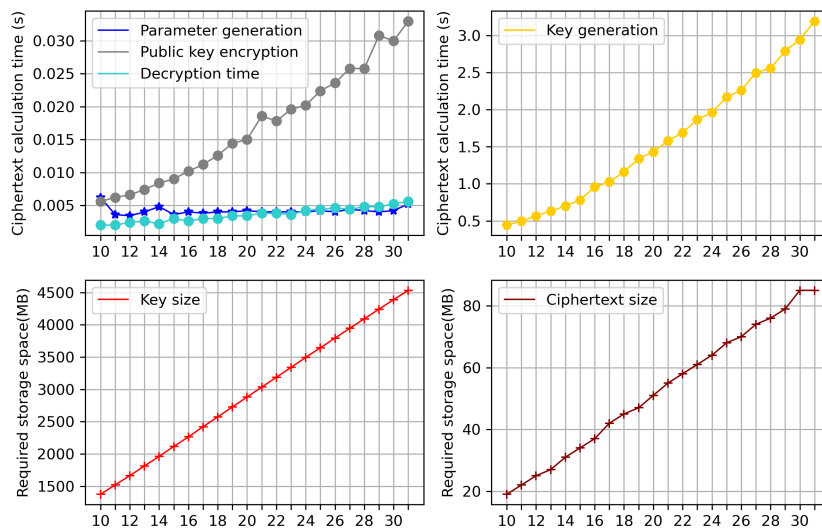 Ciphertext calculation time (s)
0.030
0.025
0.020
0.015
0.010
0.005
Parameter generation
Public key encryption
Decryption time
10 12 14 16 18 20 22 24 26 28 30
Ciphertext calculation time (s)
3.0
2.5
2.0
1.5
1.0
0.5
Key generation
10 12 14 16 18 20 22 24 26 28 30
Required storage space(MB)
4500
4000
3500
3000
2500
2000
1500
Key size
10 12 14 16 18 20 22 24 26 28 30
Required storage space(MB)
80
60
40
20
Ciphertext size
10 12 14 16 18 20 22 24 26 28 30